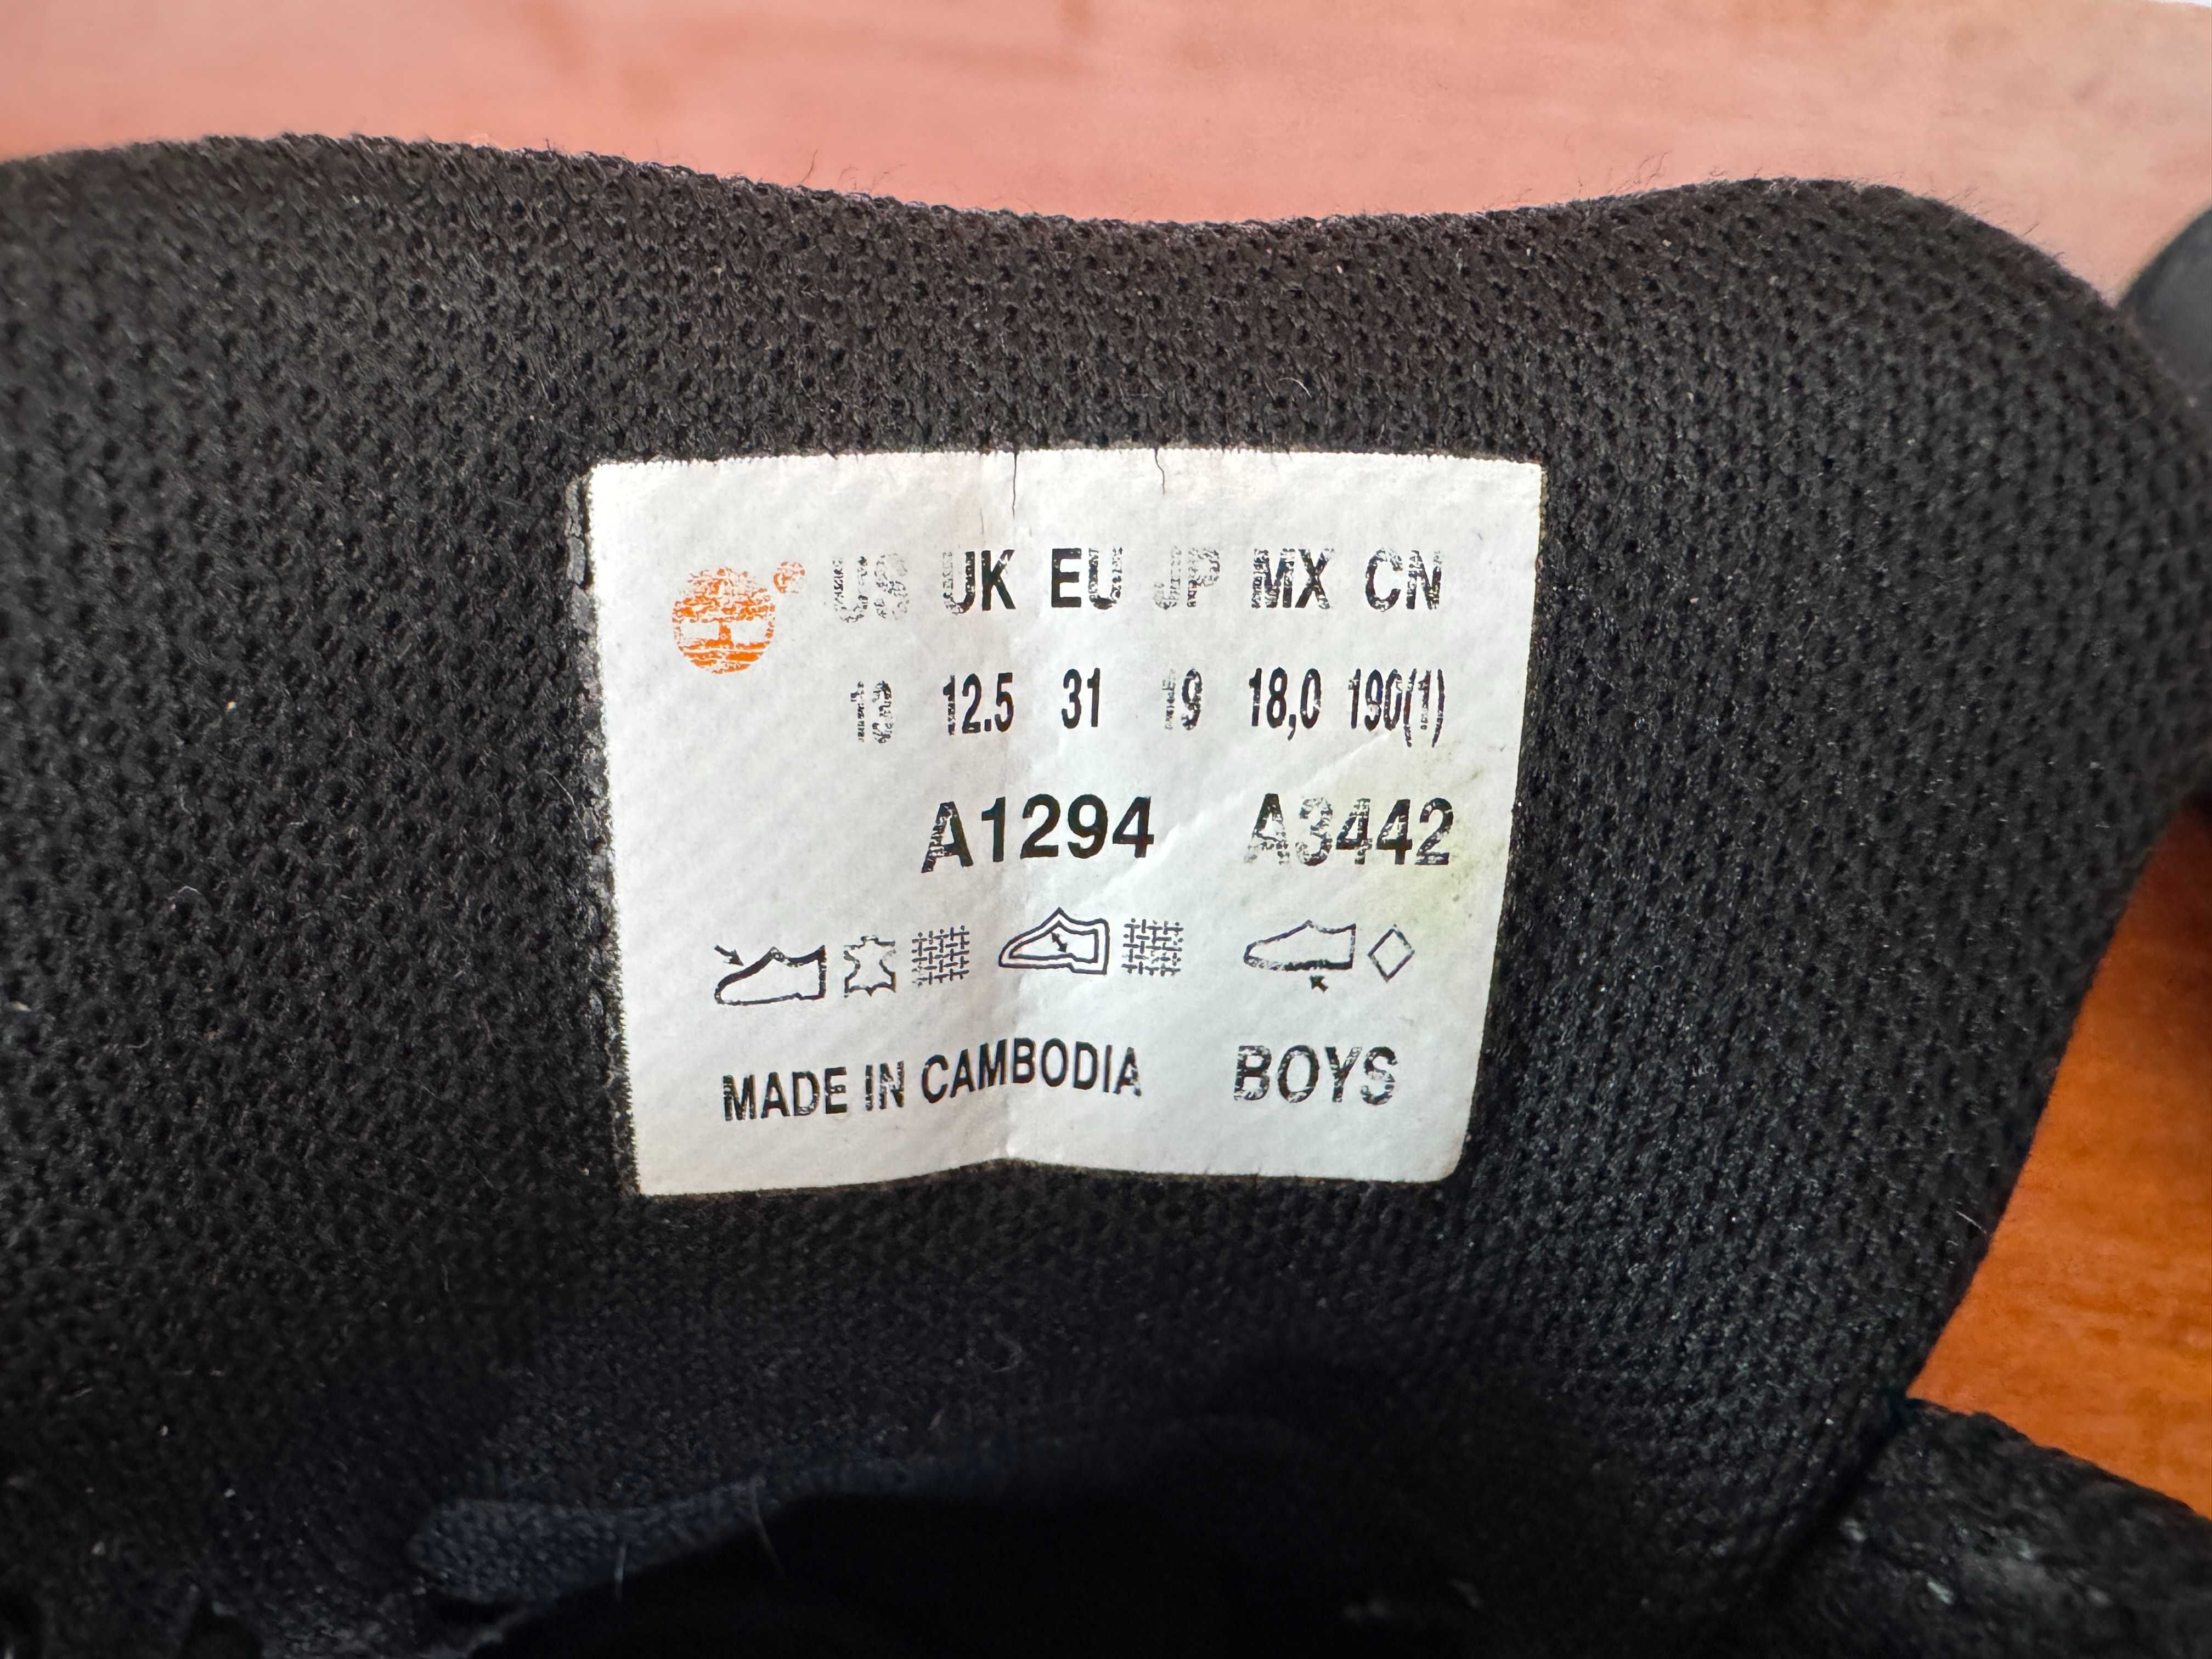 US UK EU JP MX CN
13 12.5 31 19 18,0 190(1)
A1294 A3442
MADE IN CAMBODIA BOYS